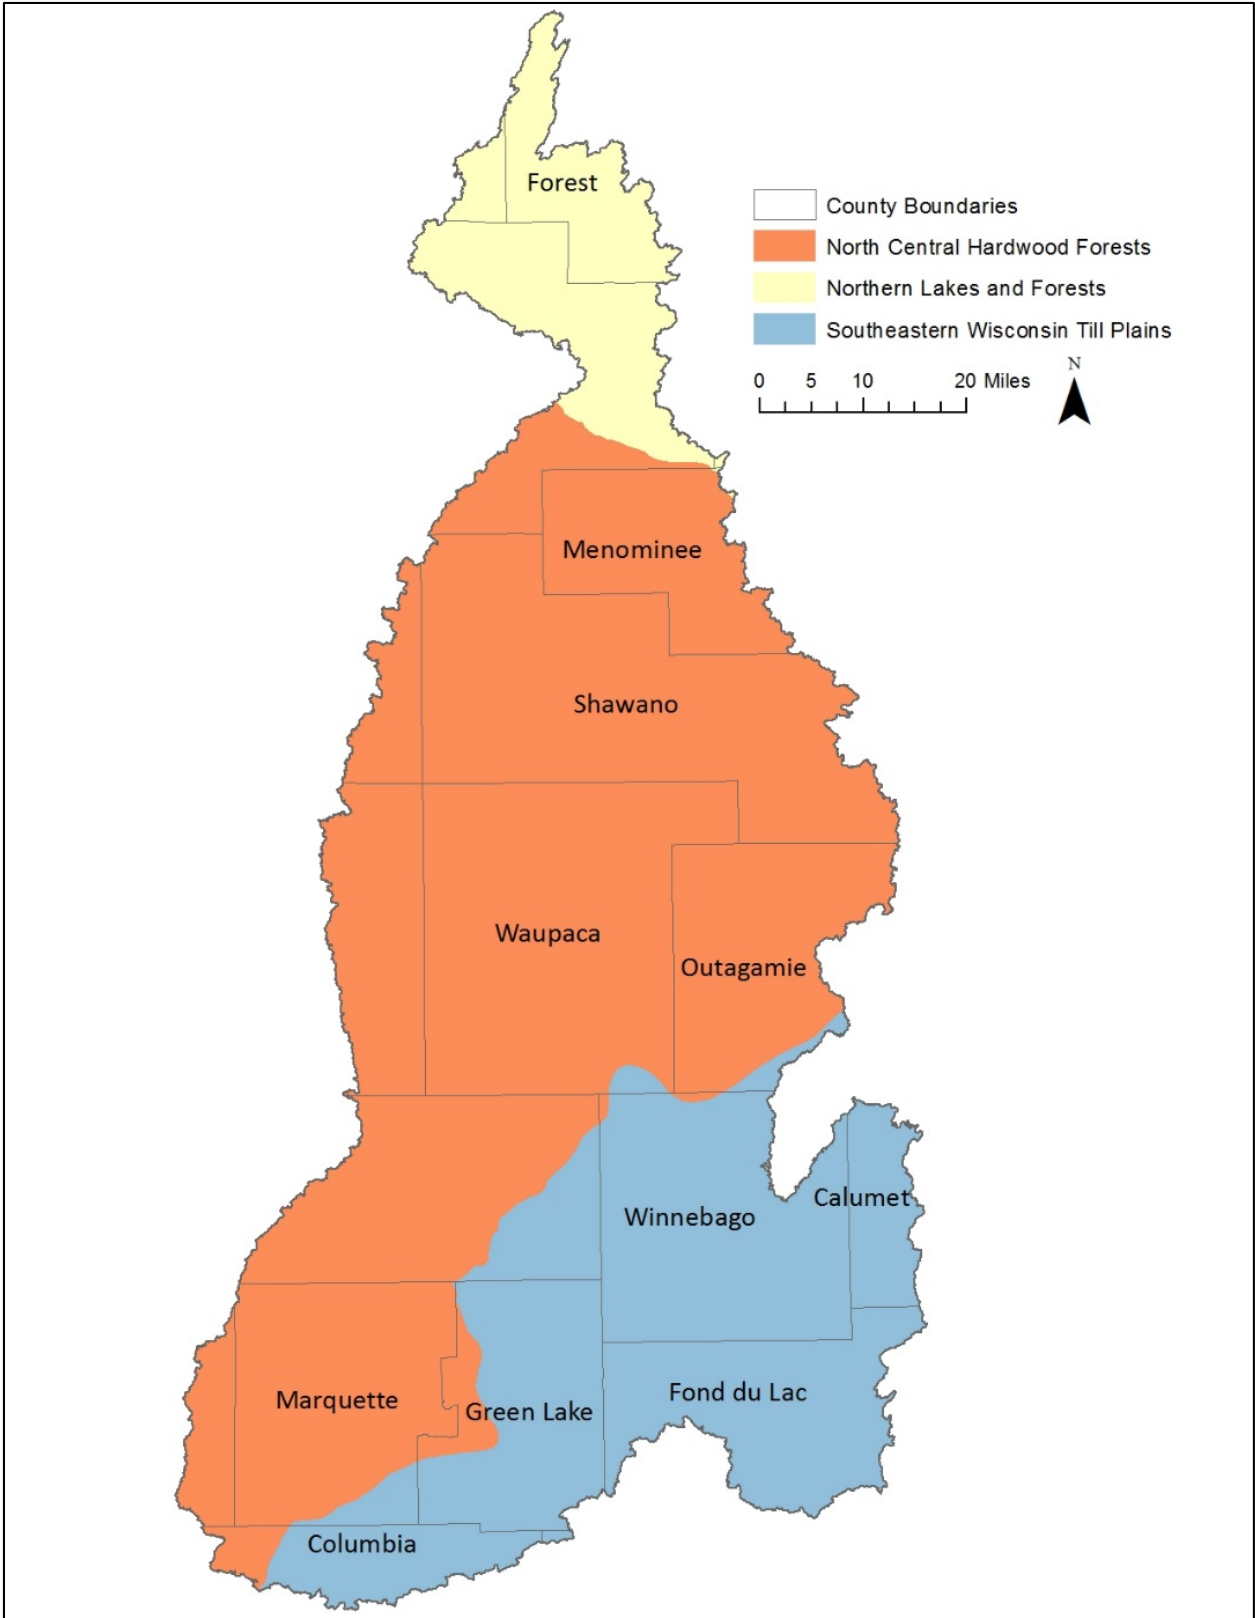 Forest
County Boundaries
North Central Hardwood Forests
Northern Lakes and Forests
Southeastern Wisconsin Till Plains
N
0 5 10 20 Miles
Menominee
Shawano
Waupaca
Outagamie
Calumet
Winnebago
Fond du Lac
Marquette
Green Lake
Columbia